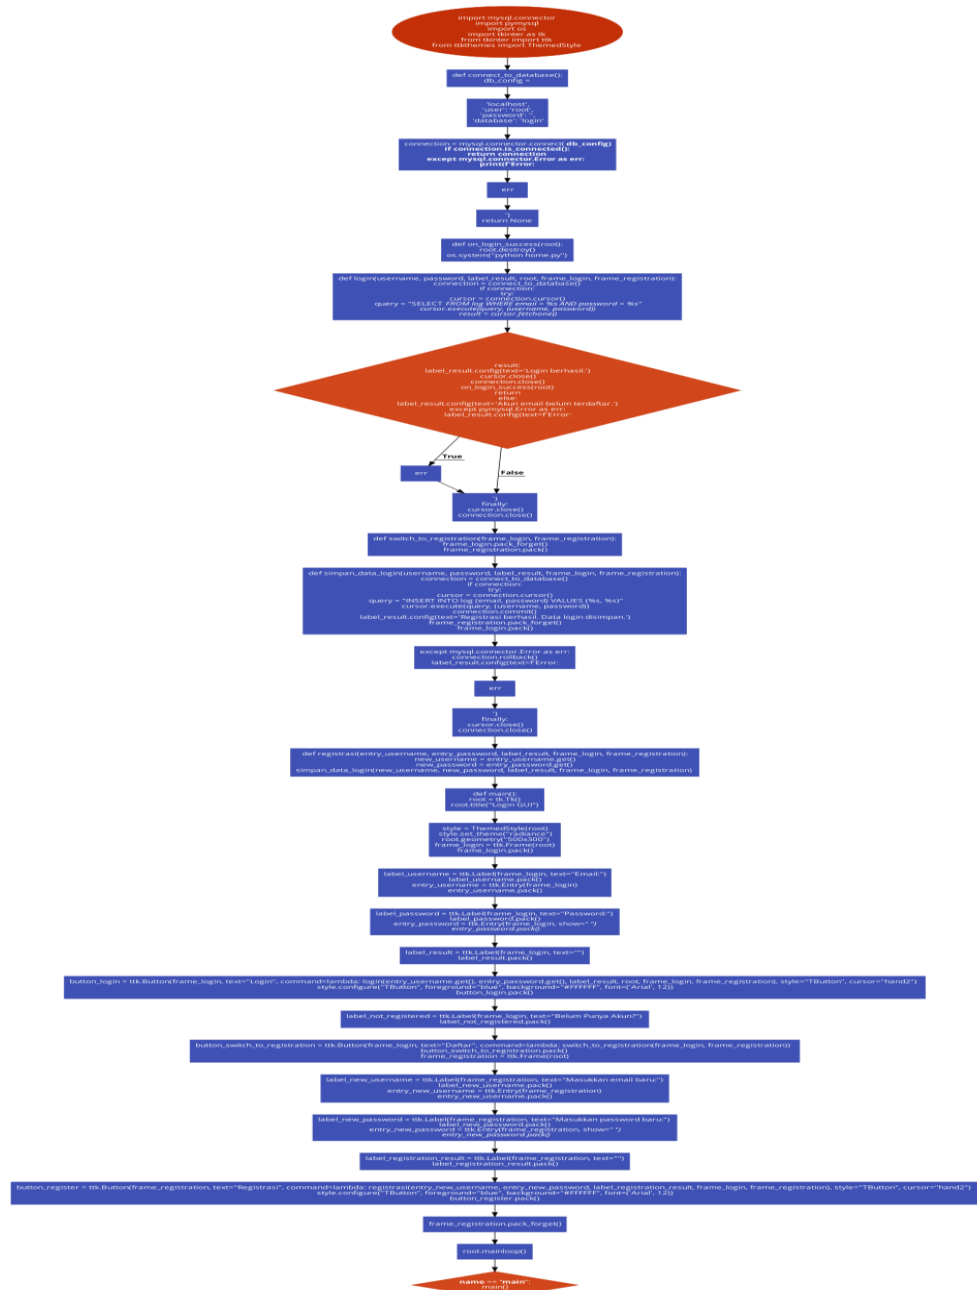 import mysql.connector
import pymysql
import os
import tkinter as tk
from tkinter import ttk
from ttkthemes import ThemedStyle
def connect_to_database():
db_config =
'localhost',
'user': 'root',
'password': '',
'database': 'login'
connection = mysql.connector.connect( db_config)
if connection.is_connected():
return connection
except mysql.connector.Error as err:
print(f'Error:
err
')
return None
def on_login_success(root):
root.destroy()
os.system("python home.py")
def login(username, password, label_result, root, frame_login, frame_registration):
connection = connect_to_database()
if connection:
try:
cursor = connection.cursor()
query = "SELECT FROM log WHERE email = %s AND password = %s"
cursor.execute(query, (username, password))
result = cursor.fetchone()
result:
label_result.config(text='Login berhasil.')
cursor.close()
connection.close()
on_login_success(root)
return
else:
label_result.config(text='Akun email belum terdaftar.')
except pymysql.Error as err:
label_result.config(text=f'Error:
True
False
err
')
finally:
cursor.close()
connection.close()
def switch_to_registration(frame_login, frame_registration):
frame_login.pack_forget()
frame_registration.pack()
def simpan_data_login(username, password, label_result, frame_login, frame_registration):
connection = connect_to_database()
if connection:
try:
cursor = connection.cursor()
query = "INSERT INTO log (email, password) VALUES (%s, %s)"
cursor.execute(query, (username, password))
connection.commit()
label_result.config(text='Registrasi berhasil. Data login disimpan.')
frame_registration.pack_forget()
frame_login.pack()
except mysql.connector.Error as err:
connection.rollback()
label_result.config(text=f'Error:
err
')
finally:
cursor.close()
connection.close()
def registrasi(entry_username, entry_password, label_result, frame_login, frame_registration):
new_username = entry_username.get()
new_password = entry_password.get()
simpan_data_login(new_username, new_password, label_result, frame_login, frame_registration)
def main():
root = tk.Tk()
root.title("Login GUI")
style = ThemedStyle(root)
style.set_theme("radiance")
root.geometry("500x300")
frame_login = ttk.Frame(root)
frame_login.pack()
label_username = ttk.Label(frame_login, text="Email:")
label_username.pack()
entry_username = ttk.Entry(frame_login)
entry_username.pack()
label_password = ttk.Label(frame_login, text="Password:")
label_password.pack()
entry_password = ttk.Entry(frame_login, show=" ")
entry_password.pack()
label_result = ttk.Label(frame_login, text="")
label_result.pack()
button_login = ttk.Button(frame_login, text="Login", command=lambda: login(entry_username.get(), entry_password.get(), label_result, root, frame_login, frame_registration), style="TButton", cursor="hand2")
style.configure("TButton", foreground="blue", background="#FFFFFF", font=('Arial', 12))
button_login.pack()
label_not_registered = ttk.Label(frame_login, text="Belum Punya Akun?")
label_not_registered.pack()
button_switch_to_registration = ttk.Button(frame_login, text="Daftar", command=lambda: switch_to_registration(frame_login, frame_registration))
button_switch_to_registration.pack()
frame_registration = ttk.Frame(root)
label_new_username = ttk.Label(frame_registration, text="Masukkan email baru:")
label_new_username.pack()
entry_new_username = ttk.Entry(frame_registration)
entry_new_username.pack()
label_new_password = ttk.Label(frame_registration, text="Masukkan password baru:")
label_new_password.pack()
entry_new_password = ttk.Entry(frame_registration, show=" ")
entry_new_password.pack()
label_registration_result = ttk.Label(frame_registration, text="")
label_registration_result.pack()
button_register = ttk.Button(frame_registration, text="Registrasi", command=lambda: registrasi(entry_new_username, entry_new_password, label_registration_result, frame_login, frame_registration), style="TButton", cursor="hand2")
style.configure("TButton", foreground="blue", background="#FFFFFF", font=('Arial', 12))
button_register.pack()
frame_registration.pack_forget()
root.mainloop()
name == "main":
main()